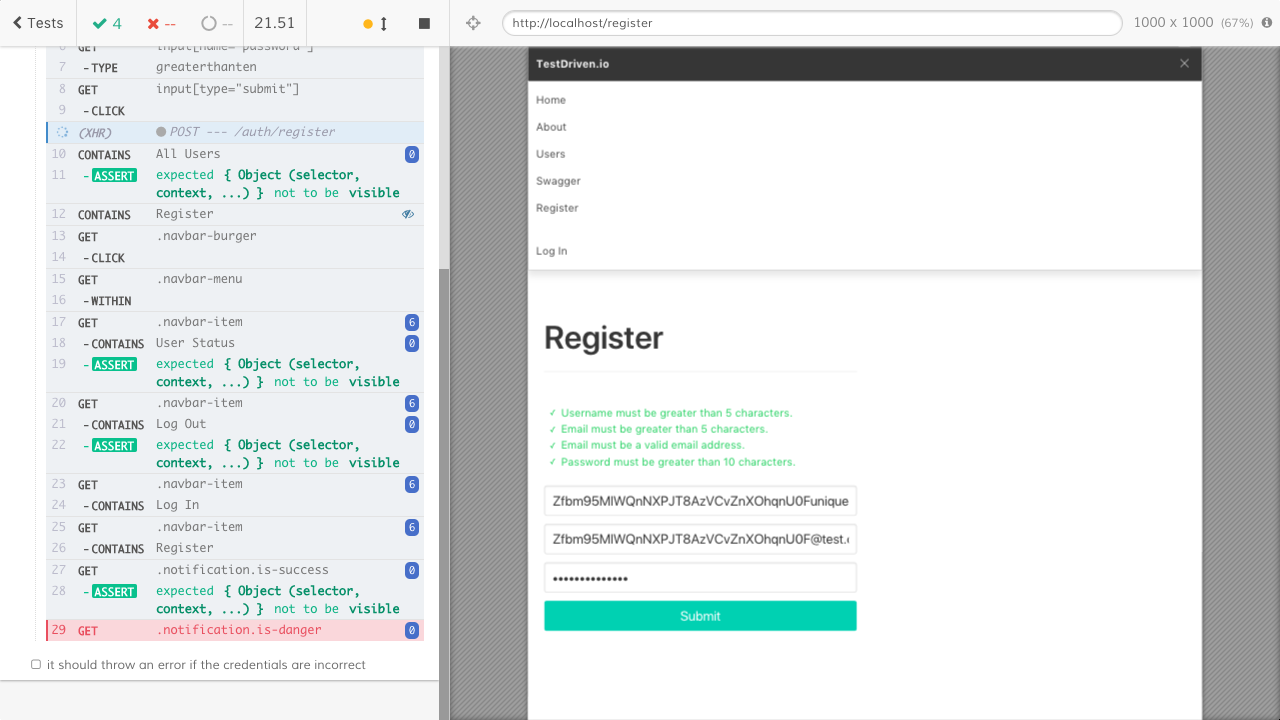 Tests
4
--
--
21.51
http://localhost/register
1000 x 1000 (67%)
6 GET input[name="password"]
7 -TYPE greaterthanten
8 GET input[type="submit"]
9 -CLICK
(XHR) POST --- /auth/register
10 CONTAINS All Users 0
11 -ASSERT expected { Object (selector,
context, ...) } not to be visible
12 CONTAINS Register
13 GET .navbar-burger
14 -CLICK
15 GET .navbar-menu
16 -WITHIN
17 GET .navbar-item 6
18 -CONTAINS User Status 0
19 -ASSERT expected { Object (selector,
context, ...) } not to be visible
20 GET .navbar-item 6
21 -CONTAINS Log Out 0
22 -ASSERT expected { Object (selector,
context, ...) } not to be visible
23 GET .navbar-item 6
24 -CONTAINS Log In
25 GET .navbar-item 6
26 -CONTAINS Register
27 GET .notification.is-success 0
28 -ASSERT expected { Object (selector,
context, ...) } not to be visible
29 GET .notification.is-danger 0
it should throw an error if the credentials are incorrect
TestDriven.io
Home
About
Users
Swagger
Register
Log In
Register
✓ Username must be greater than 5 characters.
✓ Email must be greater than 5 characters.
✓ Email must be a valid email address.
✓ Password must be greater than 10 characters.
Zfbm95MlWQnNXPJT8AzVCvZnXOhqnU0Funique
Zfbm95MlWQnNXPJT8AzVCvZnXOhqnU0F@test.c
••••••••••••••
Submit